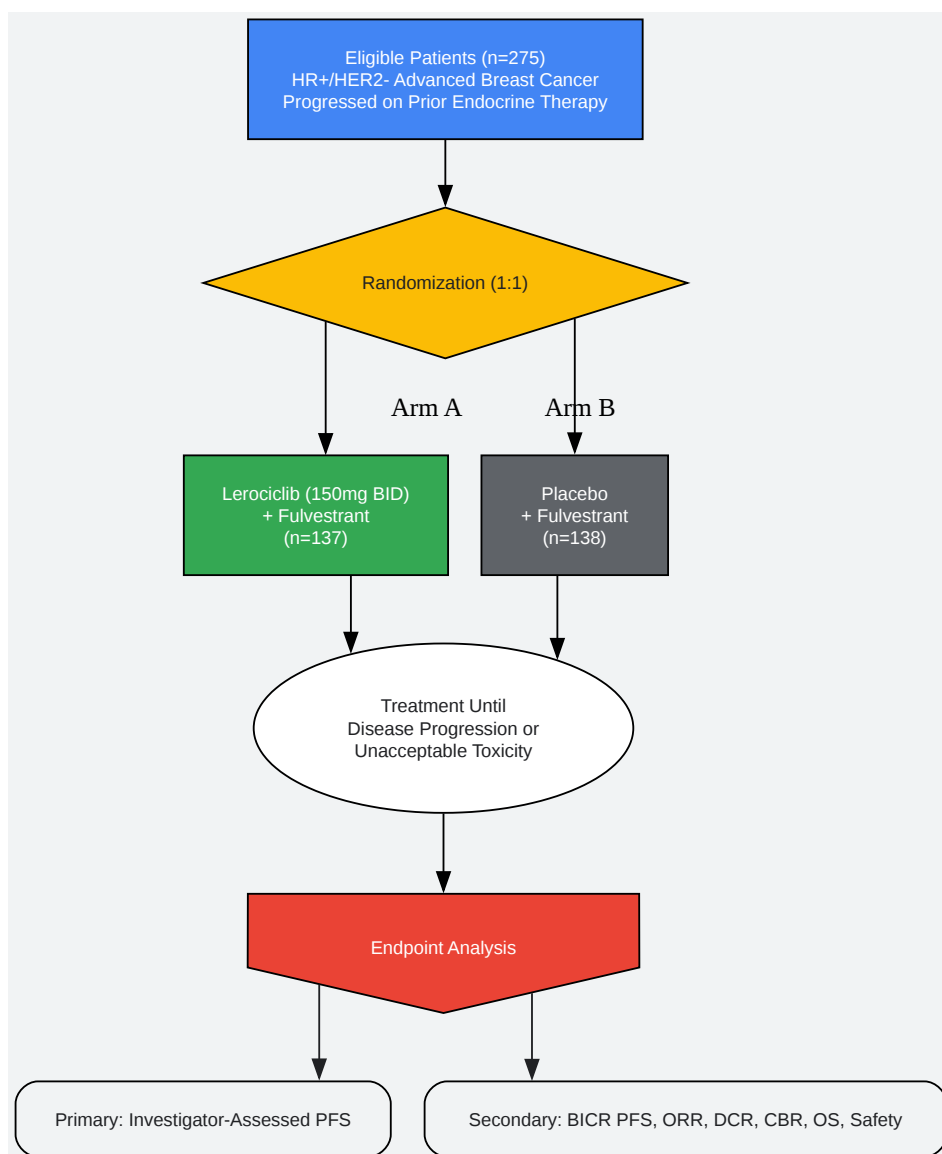 Eligible Patients (n=275)
HR+/HER2- Advanced Breast Cancer
Progressed on Prior Endocrine Therapy
Randomization (1:1)
Arm A
Arm B
Lerociclib (150mg BID)
+ Fulvestrant
(n=137)
Placebo
+ Fulvestrant
(n=138)
Treatment Until
Disease Progression or
Unacceptable Toxicity
Endpoint Analysis
Primary: Investigator-Assessed PFS
Secondary: BICR PFS, ORR, DCR, CBR, OS, Safety